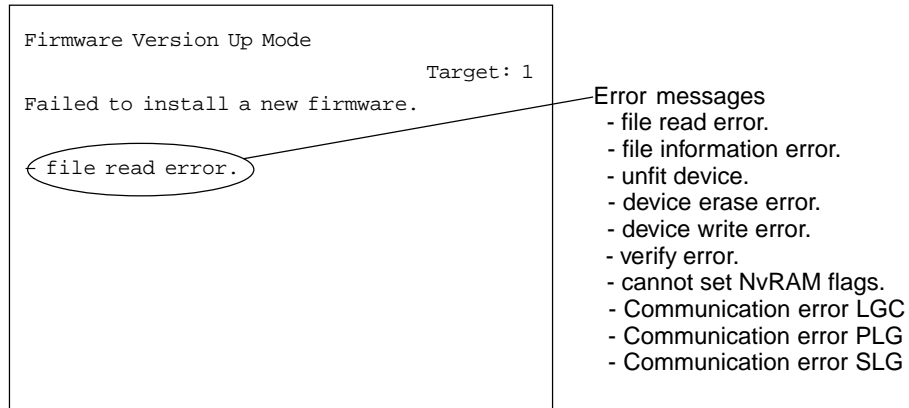 Firmware Version Up Mode
Target: 1
Failed to install a new firmware.
- file read error.
Error messages
- file read error.
- file information error.
- unfit device.
- device erase error.
- device write error.
- verify error.
- cannot set NvRAM flags.
- Communication error LGC
- Communication error PLG
- Communication error SLG